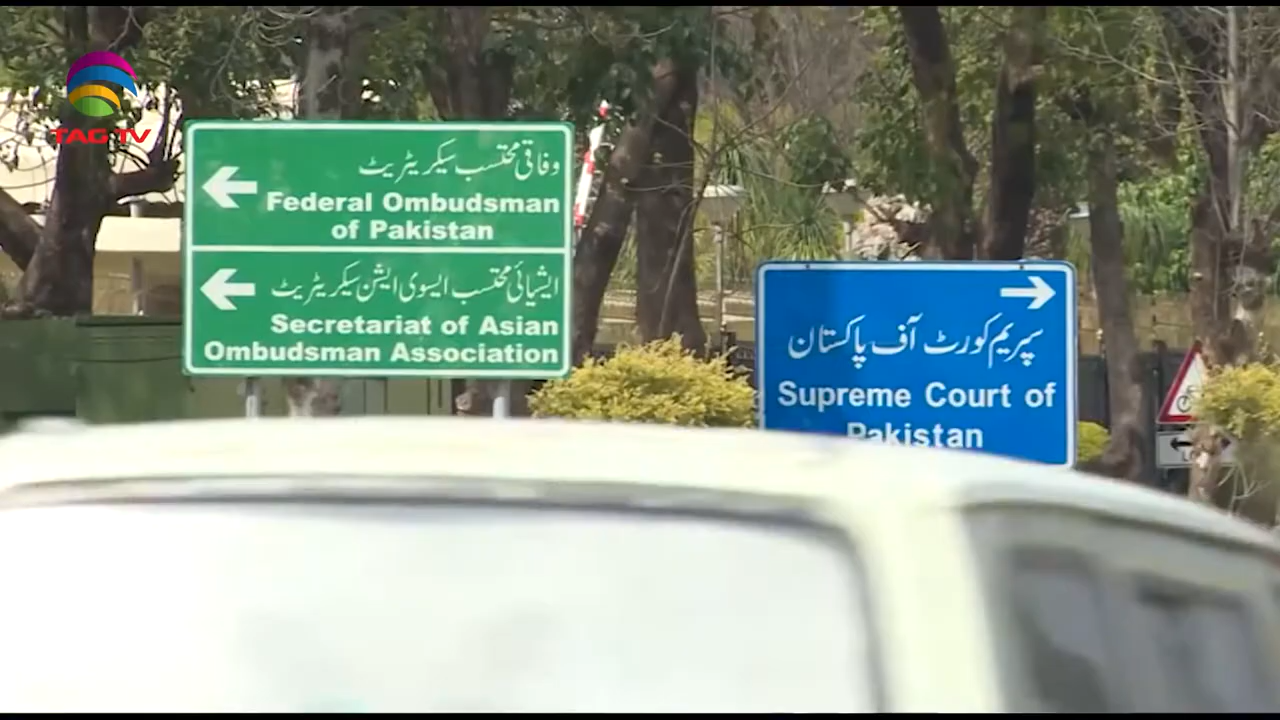 TAG TV
وفاقی محتسب سیکریٹریٹ
Federal Ombudsman
of Pakistan
ایشیائی محتسب ایسوی ایشن سیکریٹریٹ
Secretariat of Asian
Ombudsman Association
سپریم کورٹ آف پاکستان
Supreme Court of
Pakistan